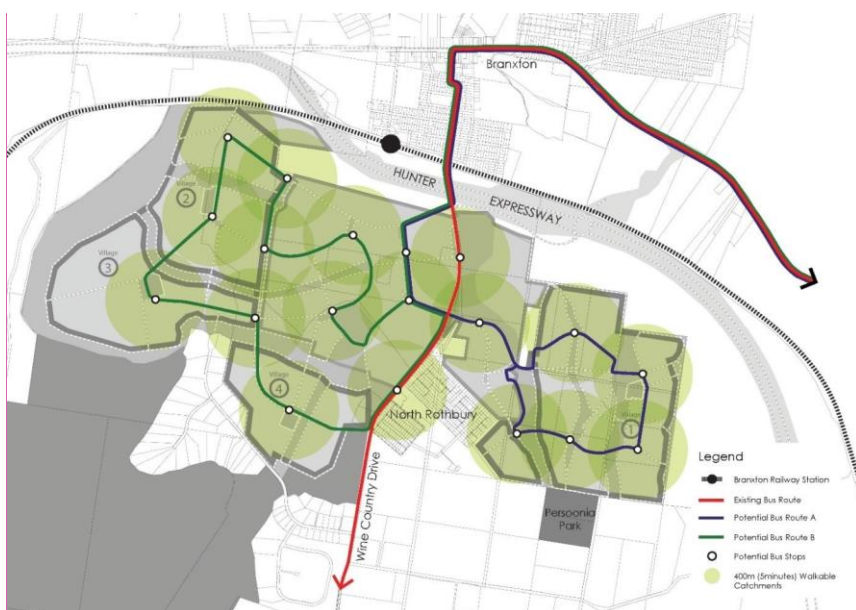 Branxton
HUNTER
EXPRESSWAY
Village
2
Village
3
Village
4
North Rothbury
Village
1
Wine Country Drive
Persoonia
Park
Legend
Branxton Railway Station
Existing Bus Route
Potential Bus Route A
Potential Bus Route B
Potential Bus Stops
400m (5minutes) Walkable
Catchments